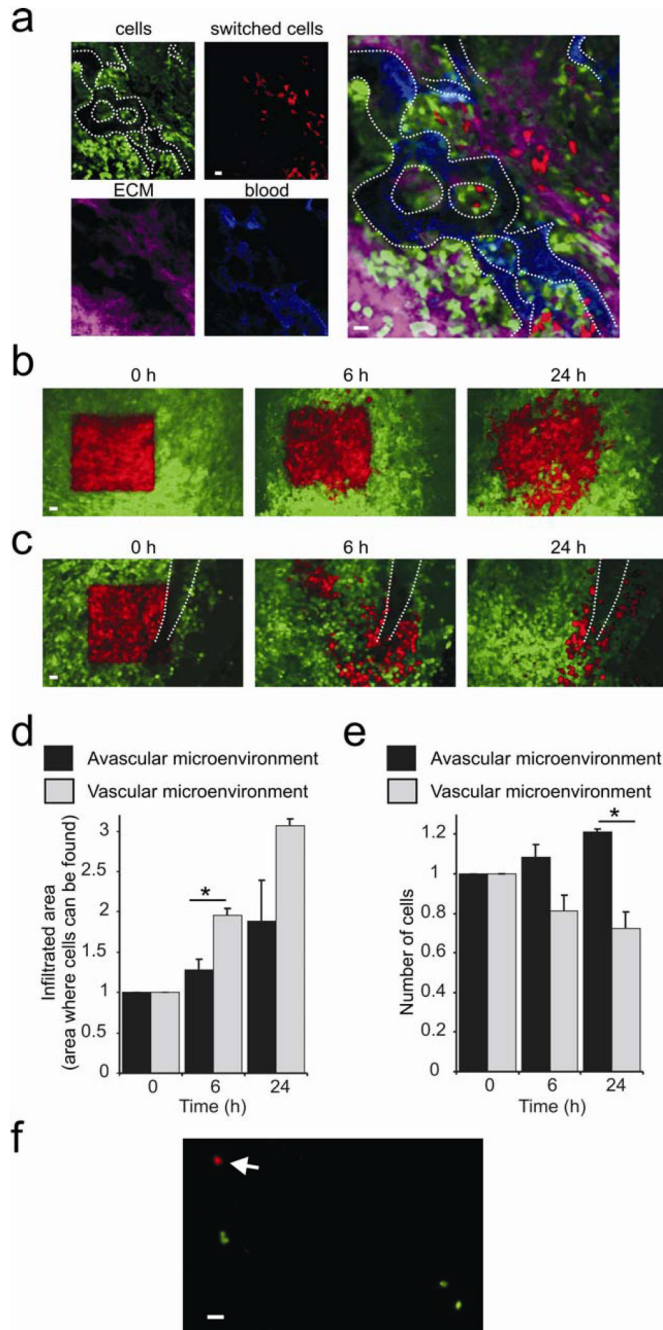 a
cells switched cells
ECM blood
b
0 h 6 h 24 h
c
0 h 6 h 24 h
d
Avascular microenvironment
Vascular microenvironment
Infiltrated area
(area where cells can be found)
3
2.5
2
1.5
1
0.5
0
*
0 6 24
Time (h)
e
Avascular microenvironment
Vascular microenvironment
Number of cells
1.2
1
0.8
0.6
0.4
0.2
0
*
0 6 24
Time (h)
f